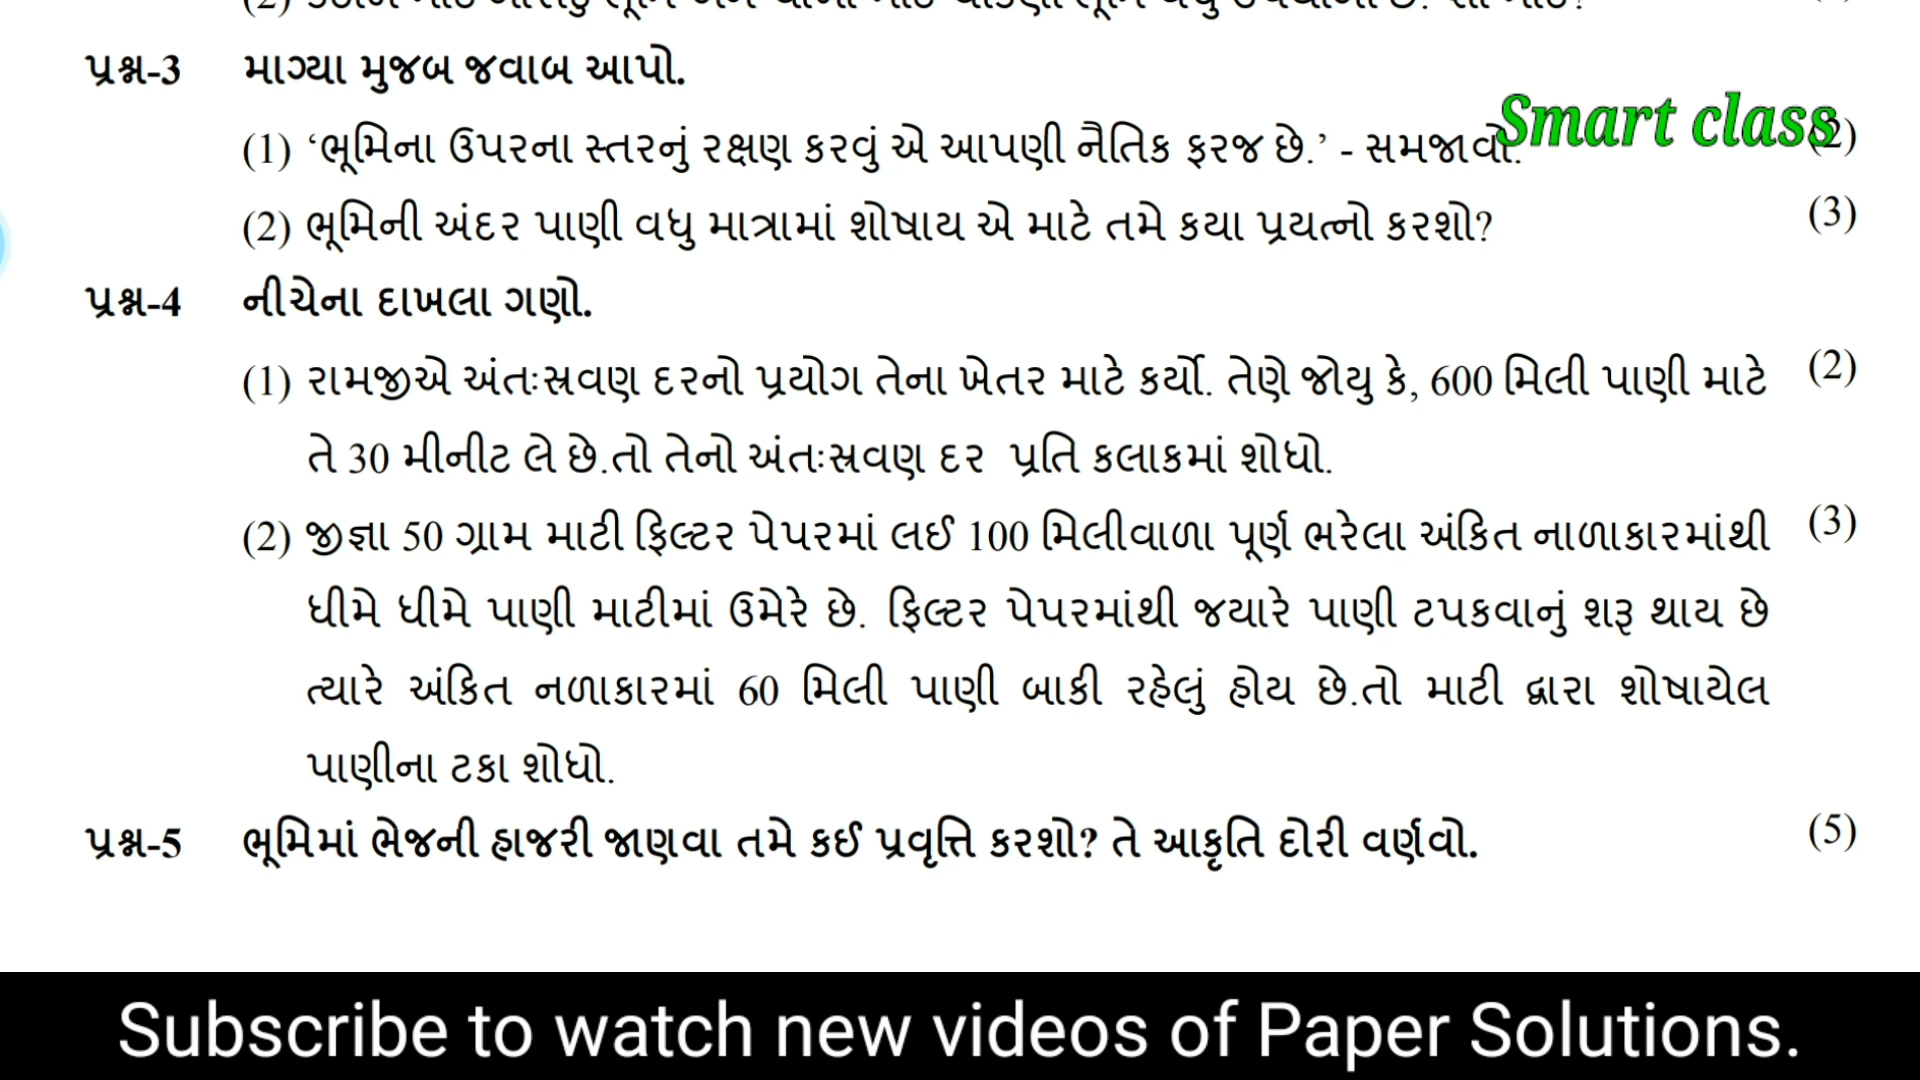 પ્રશ્ન-3 માગ્યા મુજબ જવાબ આપો.
Smart class
(1) ‘ભૂમિના ઉપરના સ્તરનું રક્ષણ કરવું એ આપણી નૈતિક ફરજ છે.’ - સમજાવો. (2)
(2) ભૂમિની અંદર પાણી વધુ માત્રામાં શોષાય એ માટે તમે કયા પ્રયત્નો કરશો? (3)
પ્રશ્ન-4 નીચેના દાખલા ગણો.
(1) રામજીએ અંતઃસ્રવણ દરનો પ્રયોગ તેના ખેતર માટે કર્યો. તેણે જોયુ કે, 600 મિલી પાણી માટે (2)
તે 30 મીનીટ લે છે.તો તેનો અંતઃસ્રવણ દર પ્રતિ કલાકમાં શોધો.
(2) જીજ્ઞા 50 ગ્રામ માટી ફિલ્ટર પેપરમાં લઈ 100 મિલીવાળા પૂર્ણ ભરેલા અંકિત નાળાકારમાંથી (3)
ધીમે ધીમે પાણી માટીમાં ઉમેરે છે. ફિલ્ટર પેપરમાંથી જયારે પાણી ટપકવાનું શરૂ થાય છે
ત્યારે અંકિત નળાકારમાં 60 મિલી પાણી બાકી રહેલું હોય છે.તો માટી દ્વારા શોષાયેલ
પાણીના ટકા શોધો.
પ્રશ્ન-5 ભૂમિમાં ભેજની હાજરી જાણવા તમે કઈ પ્રવૃત્તિ કરશો? તે આકૃતિ દોરી વર્ણવો. (5)
Subscribe to watch new videos of Paper Solutions.